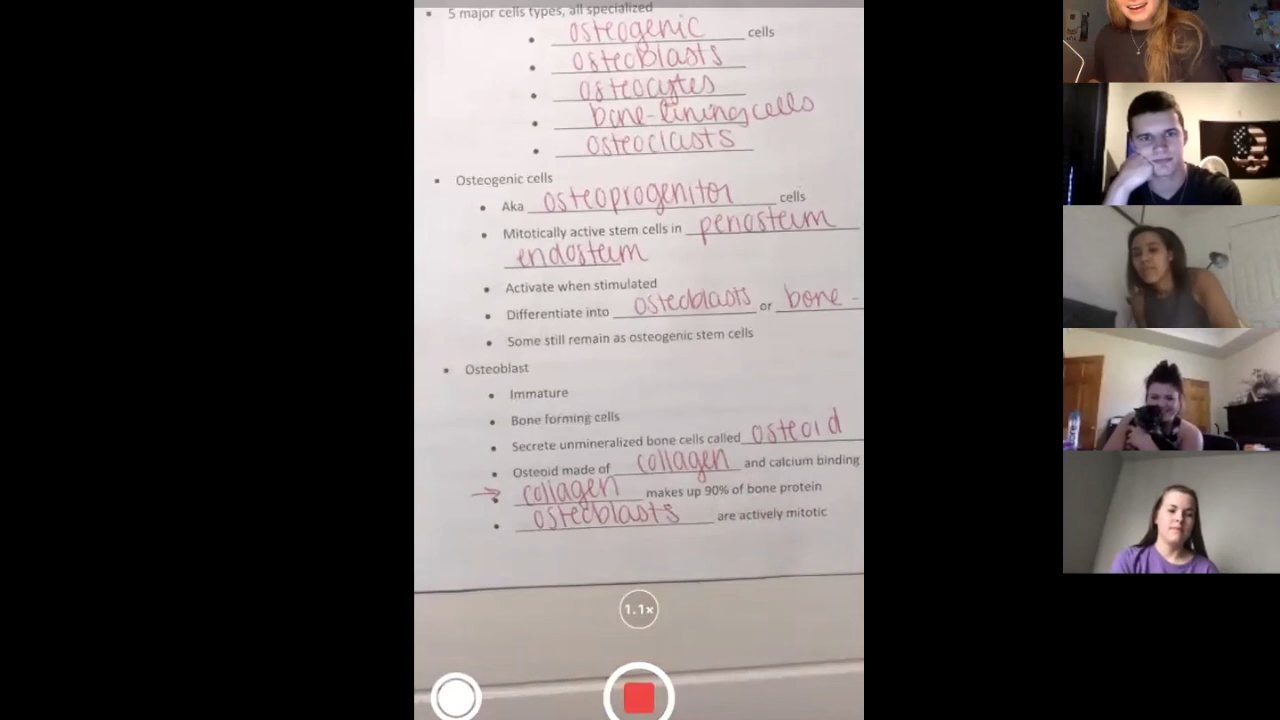 5 major cells types, all specialized
osteogenic cells
osteoblasts
osteocytes
bone-lining cells
osteoclasts
Osteogenic cells
Aka osteoprogenitor cells
Mitotically active stem cells in periosteum
endosteum
Activate when stimulated
Differentiate into osteoblasts or bone -
Some still remain as osteogenic stem cells
Osteoblast
Immature
Bone forming cells
Secrete unmineralized bone cells called osteoid
Osteoid made of collagen and calcium binding
collagen makes up 90% of bone protein
osteoblasts are actively mitotic
1.1x